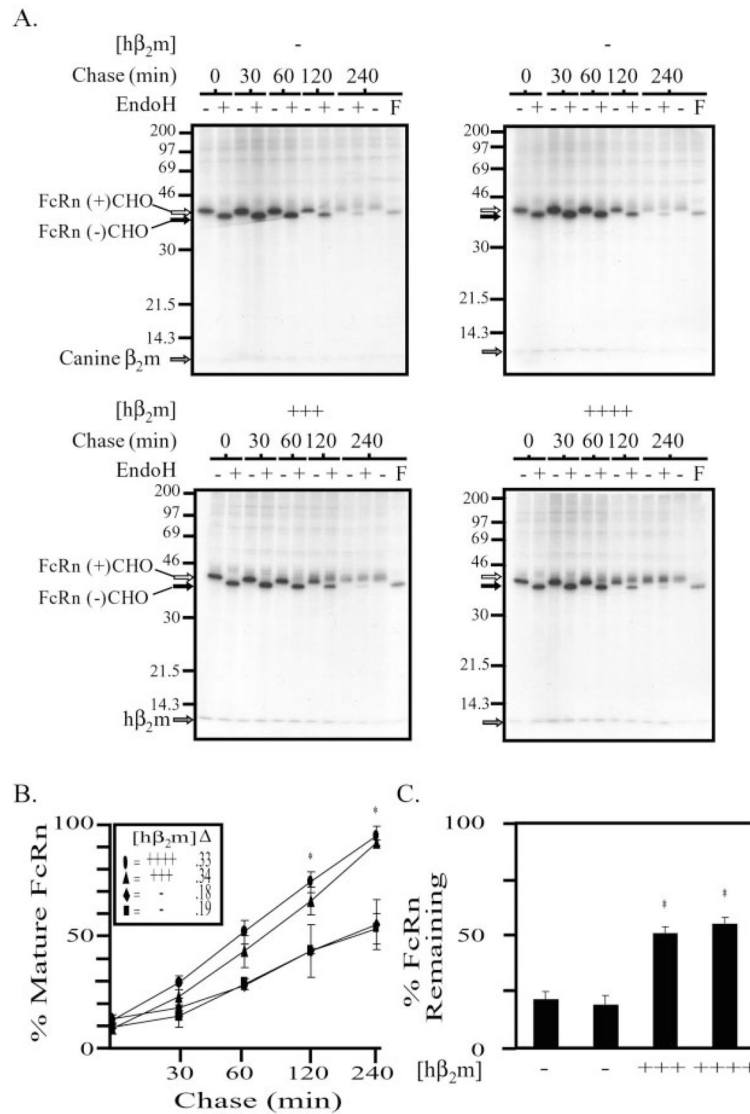 A.
[hβ₂m] - -
Chase (min) 0 30 60 120 240 0 30 60 120 240
EndoH - + - + - + - + - + - F - + - + - + - + - + - F
200 200
97 97
69 69
46 46
FcRn (+)CHO
FcRn (-)CHO
30 30
21.5 21.5
14.3 14.3
Canine β₂m
[hβ₂m] +++ ++++
Chase (min) 0 30 60 120 240 0 30 60 120 240
EndoH - + - + - + - + - + - F - + - + - + - + - + - F
200 200
97 97
69 69
46 46
FcRn (+)CHO
FcRn (-)CHO
30 30
21.5 21.5
14.3 14.3
hβ₂m
B. C.
% Mature FcRn
100
50
0
[hβ₂m] Δ
= ++++ .33
= +++ .34
= - .18
= - .19
* *
30 60 120 240
Chase (min)
% FcRn Remaining
100
50
0
* *
[hβ₂m] - - +++ ++++